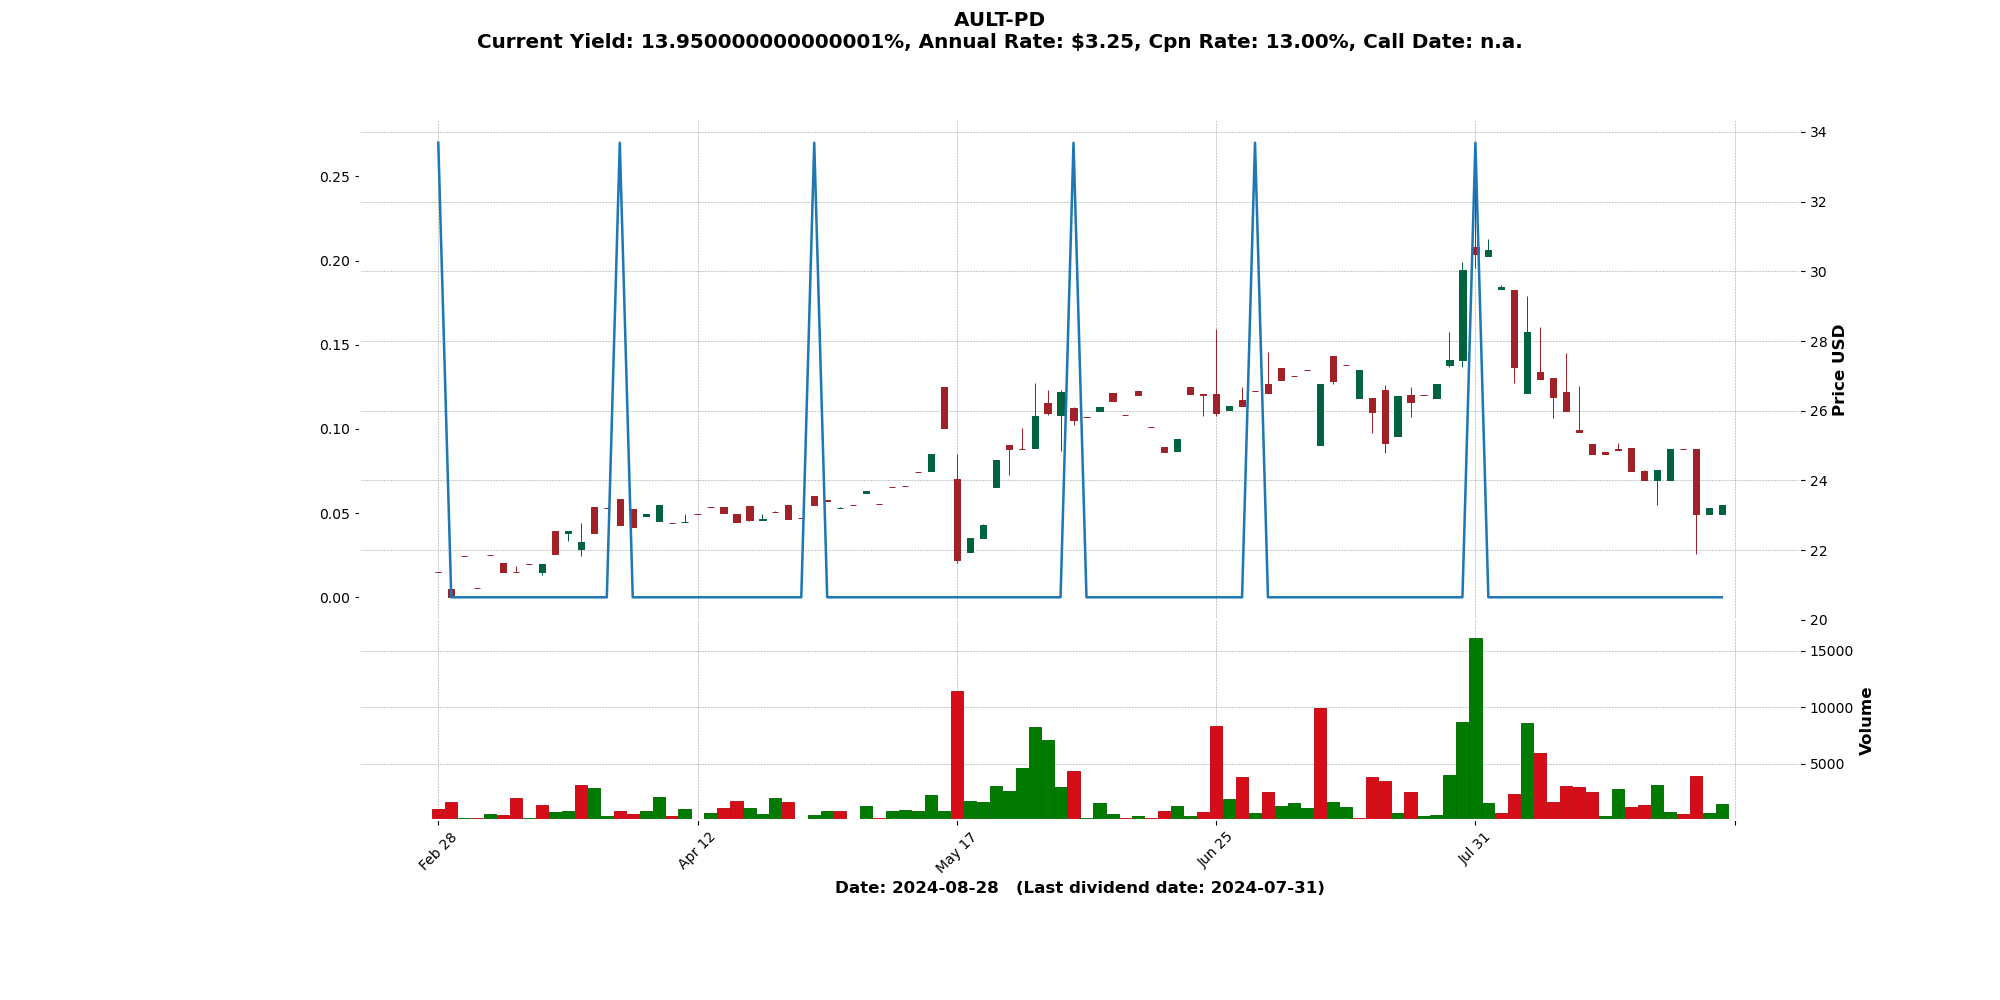 AULT-PD
Current Yield: 13.950000000000001%, Annual Rate: $3.25, Cpn Rate: 13.00%, Call Date: n.a.
0.25
0.20
0.15
0.10
0.05
0.00
34
32
30
28
26
24
22
20
Price USD
15000
10000
5000
Volume
Feb 28
Apr 12
May 17
Jun 25
Jul 31
Date: 2024-08-28   (Last dividend date: 2024-07-31)